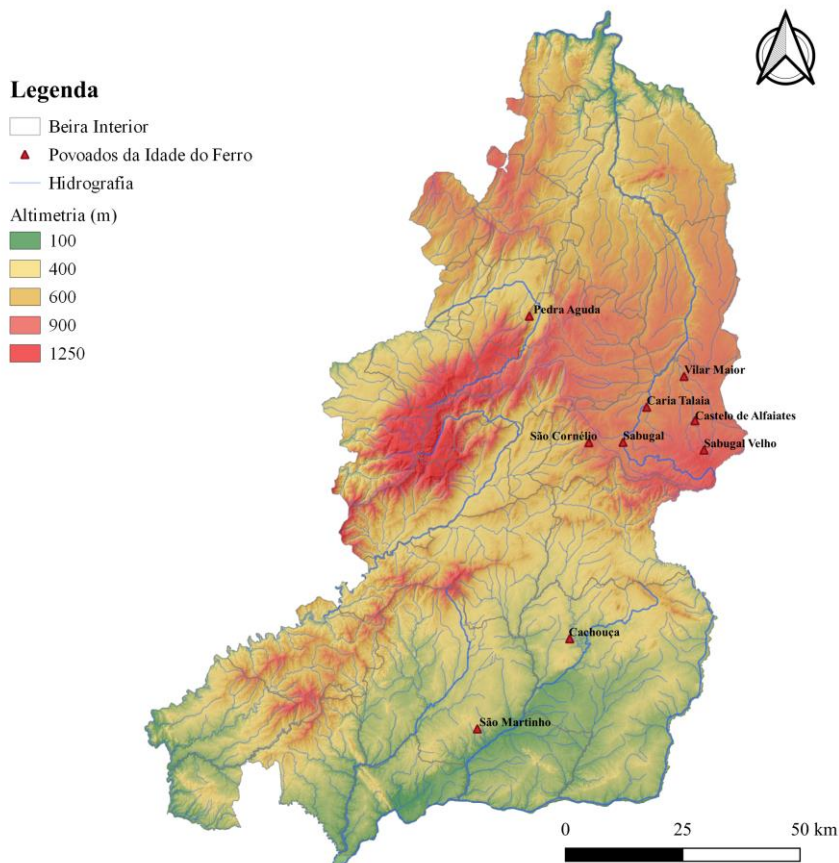 Legenda
Beira Interior
Povoados da Idade do Ferro
Hidrografia
Altimetria (m)
100
400
600
900
1250
Pedra Aguda
Vilar Maior
Caria Talaia
Castelo de Alfaiates
São Cornélio
Sabugal
Sabugal Velho
Cachouça
São Martinho
0
25
50 km